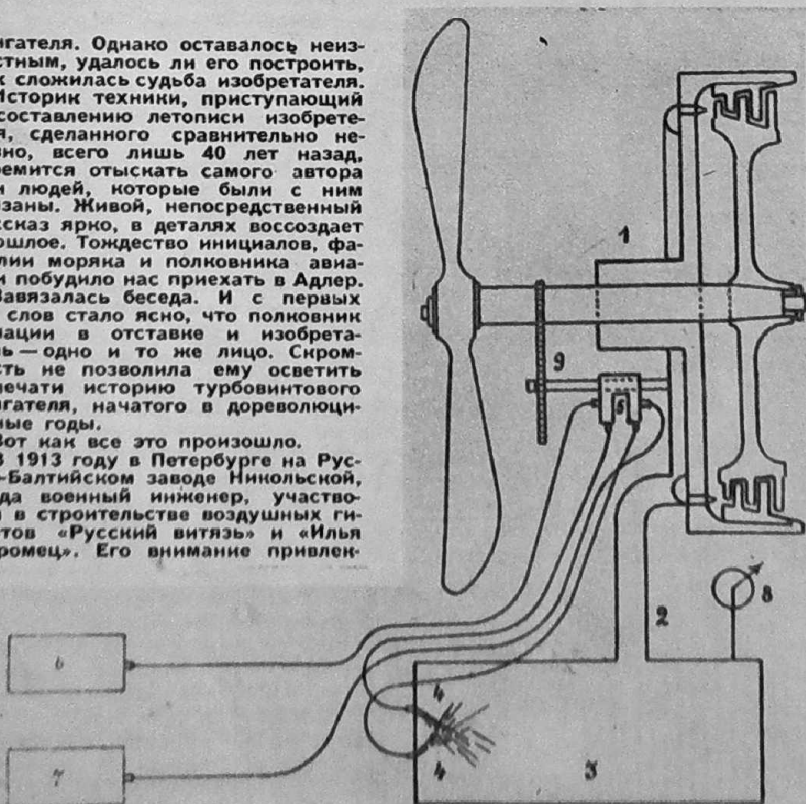 нгателя. Однако оставалось неиз-
стным, удалось ли его построить,
к сложилась судьба изобретателя.
Историк техники, приступающий
составлению летописи изобрете-
я, сделанного сравнительно не-
вно, всего лишь 40 лет назад,
ремится отыскать самого автора
и людей, которые были с ним
язаны. Живой, непосредственный
ссказ ярко, в деталях воссоздает
ошлое. Тождество инициалов, фа-
лии моряка и полковника авиа-
и побудило нас приехать в Адлер.
Завязалась беседа. И с первых
слов стало ясно, что полковник
иации в отставке и изобрета-
ь — одно и то же лицо. Скром-
сть не позволила ему осветить
печати историю турбовинтового
игателя, начатого в дореволюци-
ные годы.
Вот как все это произошло.
В 1913 году в Петербурге на Рус-
-Балтийском заводе Никольской,
да военный инженер, участво-
в строительстве воздушных ги-
тов «Русский витязь» и «Илья
ромец». Его внимание привлек-
1
9
5
2
8
6
4
7
4
3